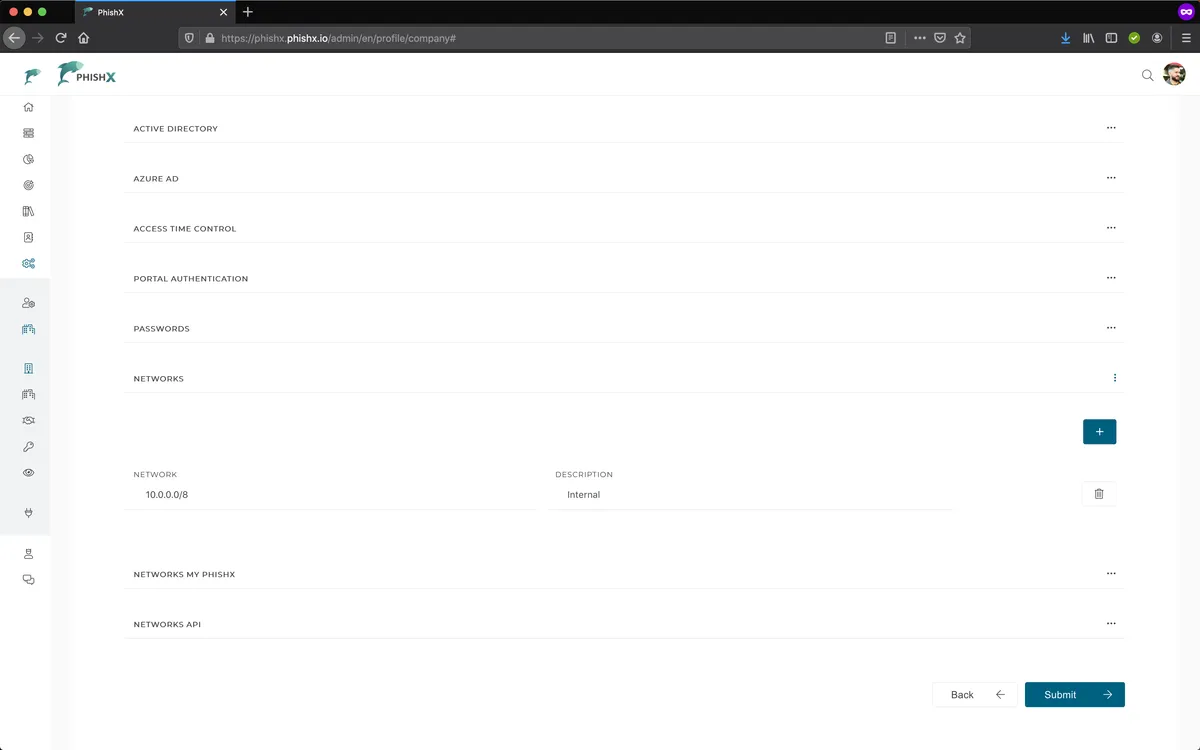 PhishX
https://phishx.phishx.io/admin/en/profile/company#
PHISHX
ACTIVE DIRECTORY
AZURE AD
ACCESS TIME CONTROL
PORTAL AUTHENTICATION
PASSWORDS
NETWORKS
NETWORK
DESCRIPTION
10.0.0.0/8
Internal
NETWORKS MY PHISHX
NETWORKS API
Back
Submit